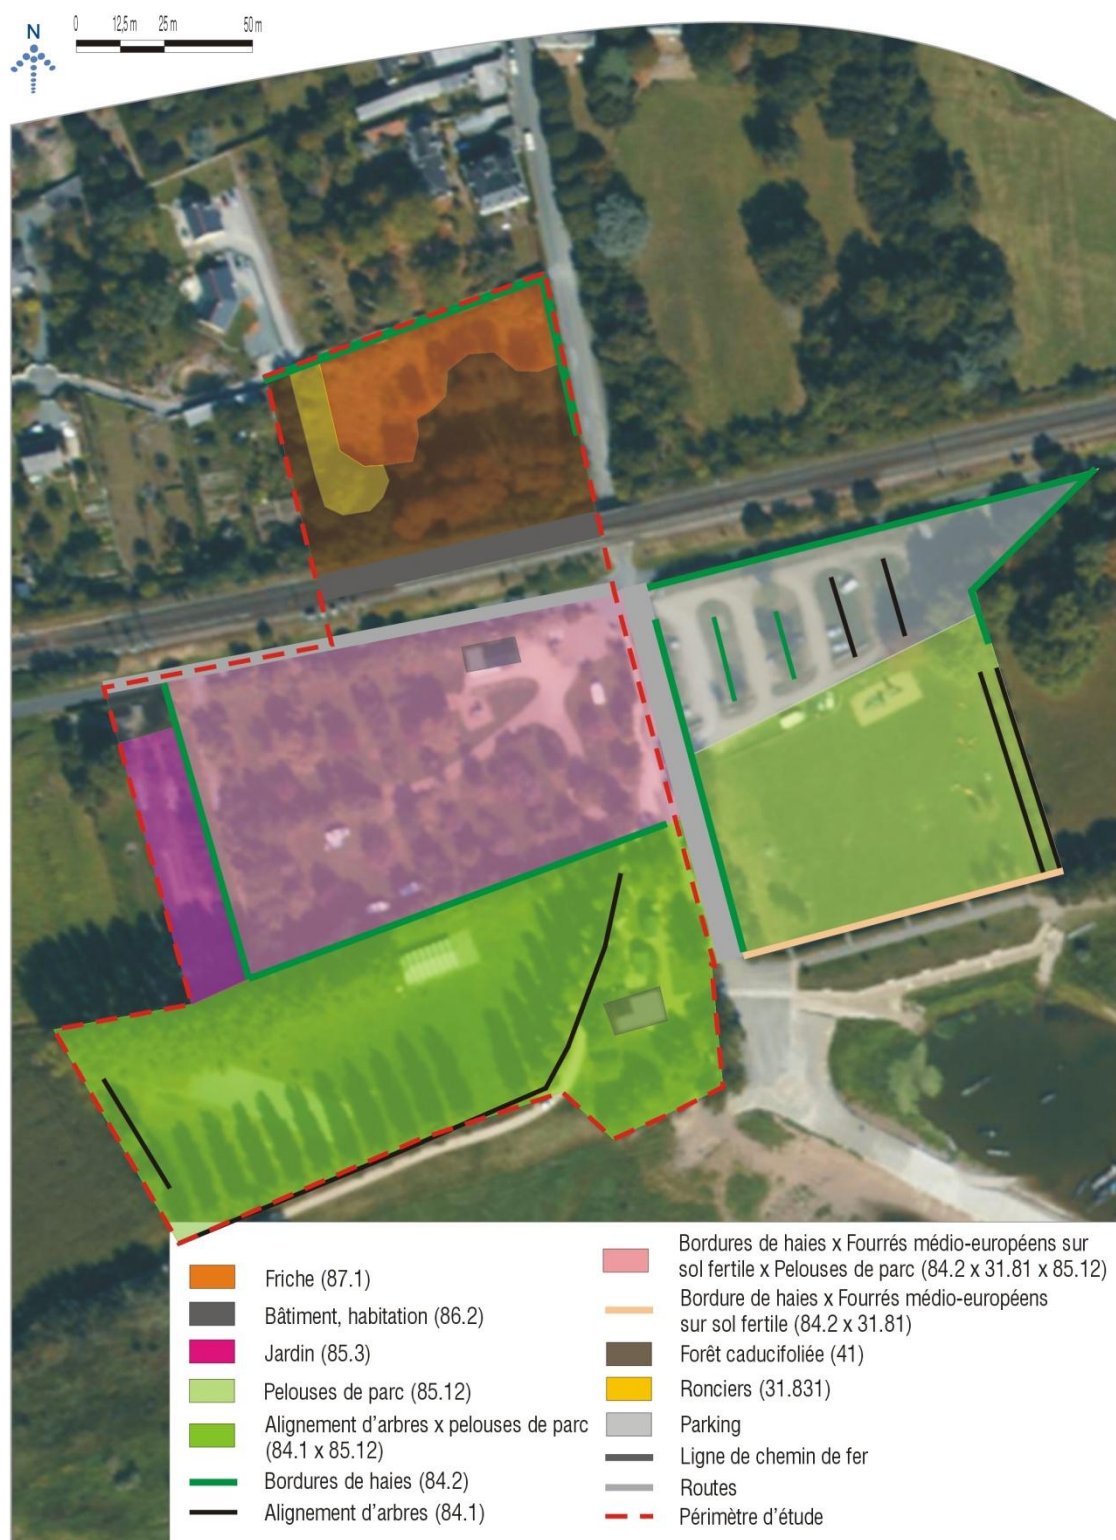 0 12,5 m 25 m 50 m
N
Friche (87.1)
Bâtiment, habitation (86.2)
Jardin (85.3)
Pelouses de parc (85.12)
Alignement d'arbres x pelouses de parc
(84.1 x 85.12)
Bordures de haies (84.2)
Alignement d'arbres (84.1)
Bordures de haies x Fourrés médio-européens sur
sol fertile x Pelouses de parc (84.2 x 31.81 x 85.12)
Bordure de haies x Fourrés médio-européens
sur sol fertile (84.2 x 31.81)
Forêt caducifoliée (41)
Ronciers (31.831)
Parking
Ligne de chemin de fer
Routes
Périmètre d'étude